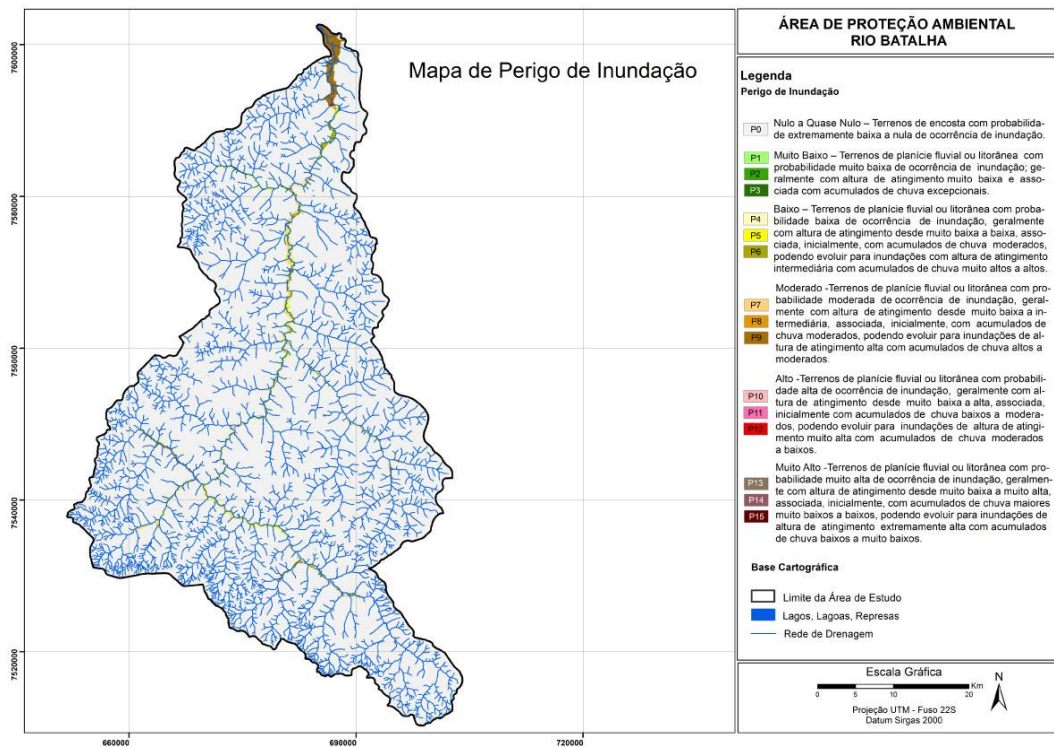 Mapa de Perigo de Inundação
7600000
7580000
7560000
7540000
7520000
660000
690000
720000
ÁREA DE PROTEÇÃO AMBIENTAL
RIO BATALHA
Legenda
Perigo de Inundação
P0
Nulo a Quase Nulo – Terrenos de encosta com probabilida-
de extremamente baixa a nula de ocorrência de inundação.
P1
P2
P3
Muito Baixo – Terrenos de planície fluvial ou litorânea com
probabilidade muito baixa de ocorrência de inundação; ge-
ralmente com altura de atingimento muito baixa e asso-
ciada com acumulados de chuva excepcionais.
P4
P5
P6
Baixo – Terrenos de planície fluvial ou litorânea com proba-
bilidade baixa de ocorrência de inundação, geralmente
com altura de atingimento desde muito baixa a baixa, asso-
ciada, inicialmente, com acumulados de chuva moderados,
podendo evoluir para inundações com altura de atingimento
intermediária com acumulados de chuva muito altos a altos.
P7
P8
P9
Moderado -Terrenos de planície fluvial ou litorânea com pro-
babilidade moderada de ocorrência de inundação, geral-
mente com altura de atingimento desde muito baixa a in-
termediária, associada, inicialmente, com acumulados de
chuva moderados, podendo evoluir para inundações de al-
tura de atingimento alta com acumulados de chuva altos a
moderados.
P10
P11
P12
Alto -Terrenos de planície fluvial ou litorânea com probabili-
dade alta de ocorrência de inundação, geralmente com al-
tura de atingimento desde muito baixa a alta, associada,
inicialmente com acumulados de chuva baixos a modera-
dos, podendo evoluir para inundações de altura de atingi-
mento muito alta com acumulados de chuva moderados
a baixos.
P13
P14
P15
Muito Alto -Terrenos de planície fluvial ou litorânea com pro-
babilidade muito alta de ocorrência de inundação, geralmen-
te com altura de atingimento desde muito baixa a muito alta,
associada, inicialmente, com acumulados de chuva maiores
muito baixos a baixos, podendo evoluir para inundações de
altura de atingimento extremamente alta com acumulados
de chuva baixos a muito baixos.
Base Cartográfica
Limite da Área de Estudo
Lagos, Lagoas, Represas
Rede de Drenagem
Escala Gráfica
Km
0 5 10 20
N
Projeção UTM - Fuso 22S
Datum Sirgas 2000